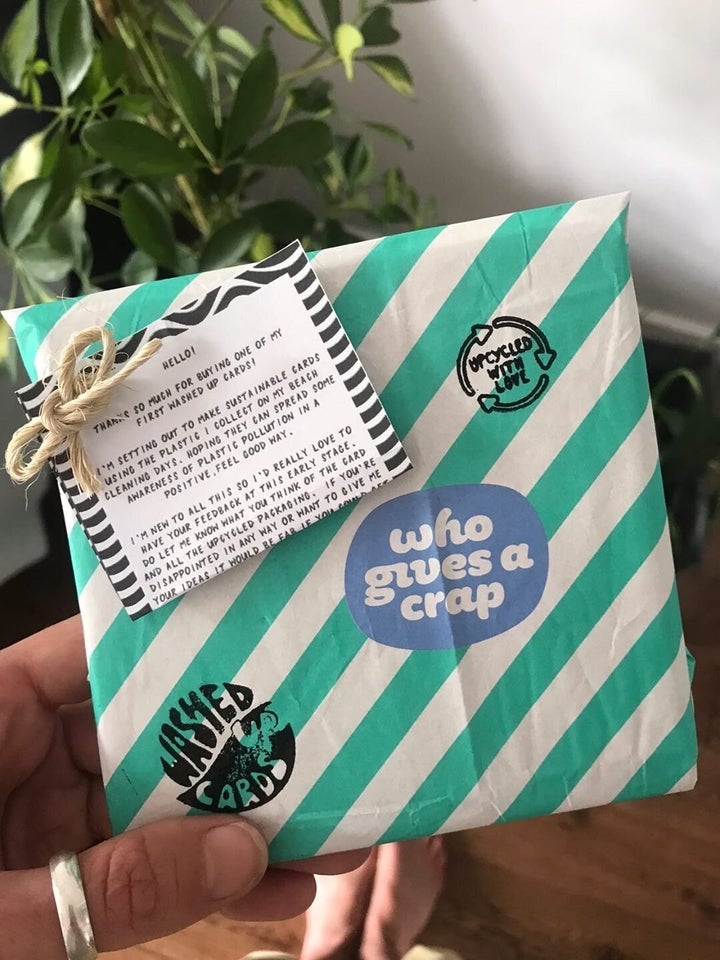 HELLO!
THANKS SO MUCH FOR BUYING ONE OF MY
FIRST WASHED UP CARDS!
I'M SETTING OUT TO MAKE SUSTAINABLE CARDS
USING THE PLASTIC I COLLECT ON MY BEACH
CLEANING DAYS. HOPING THEY CAN SPREAD SOME
AWARENESS OF PLASTIC POLLUTION IN A
POSITIVE.FEEL GOOD WAY.
I'M NEW TO ALL THIS SO I'D REALLY LOVE TO
HAVE YOUR FEEDBACK AT THIS EARLY STAGE.
DO LET ME KNOW WHAT YOU THINK OF THE CARD
AND ALL THE UPCYCLED PACKAGING. IF YOU'RE
DISAPPOINTED IN ANY WAY OR WANT TO GIVE ME
YOUR IDEAS IT WOULD BE FAB IF YOU COULD
UPCYCLED
WITH
LOVE
who
gives a
crap
WASHED
UP
CARDS